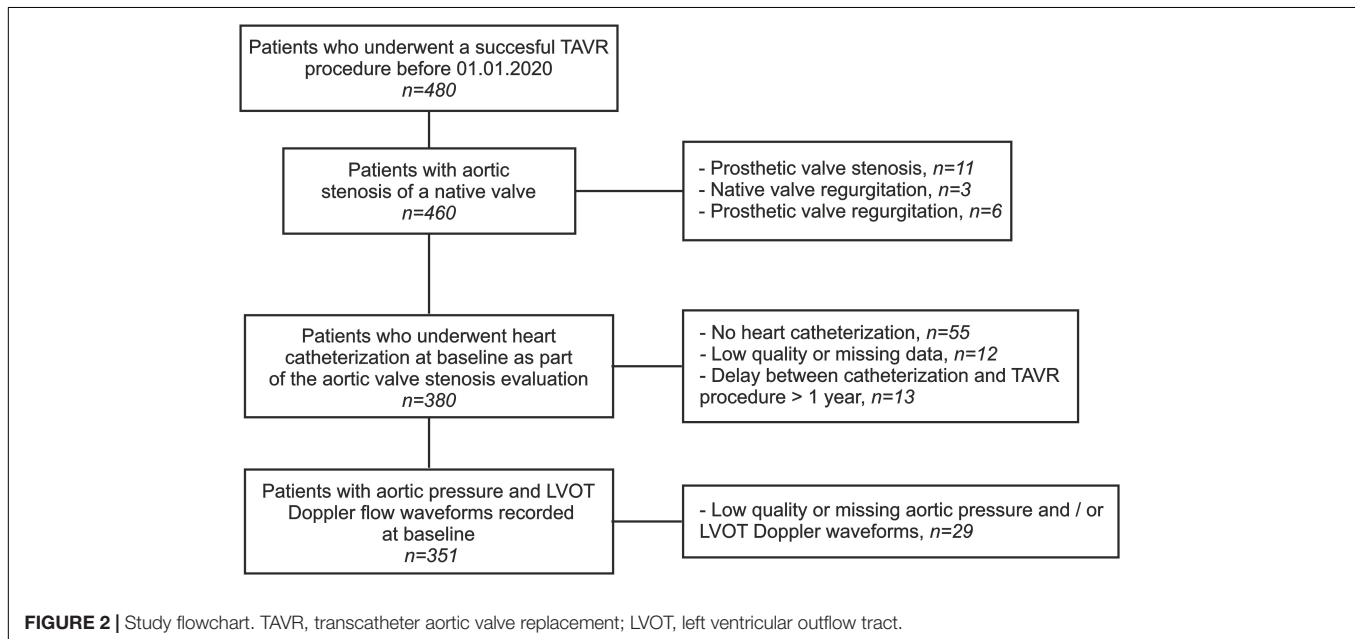 Patients who underwent a succesful TAVR
procedure before 01.01.2020
n=480
Patients with aortic
stenosis of a native valve
n=460
- Prosthetic valve stenosis, n=11
- Native valve regurgitation, n=3
- Prosthetic valve regurgitation, n=6
Patients who underwent heart
catheterization at baseline as part
of the aortic valve stenosis evaluation
n=380
- No heart catheterization, n=55
- Low quality or missing data, n=12
- Delay between catheterization and TAVR
procedure > 1 year, n=13
Patients with aortic pressure and LVOT
Doppler flow waveforms recorded
at baseline
n=351
- Low quality or missing aortic pressure and / or
LVOT Doppler waveforms, n=29
FIGURE 2 | Study flowchart. TAVR, transcatheter aortic valve replacement; LVOT, left ventricular outflow tract.